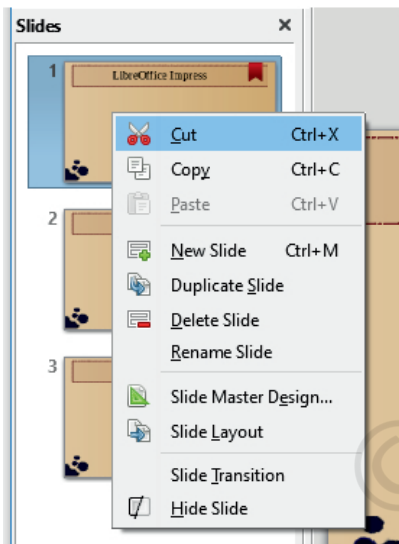 Slides ×
1
LibreOffice Impress
Cut Ctrl+X
Copy Ctrl+C
Paste Ctrl+V
2
New Slide Ctrl+M
Duplicate Slide
Delete Slide
Rename Slide
3
Slide Master Design...
Slide Layout
Slide Transition
Hide Slide